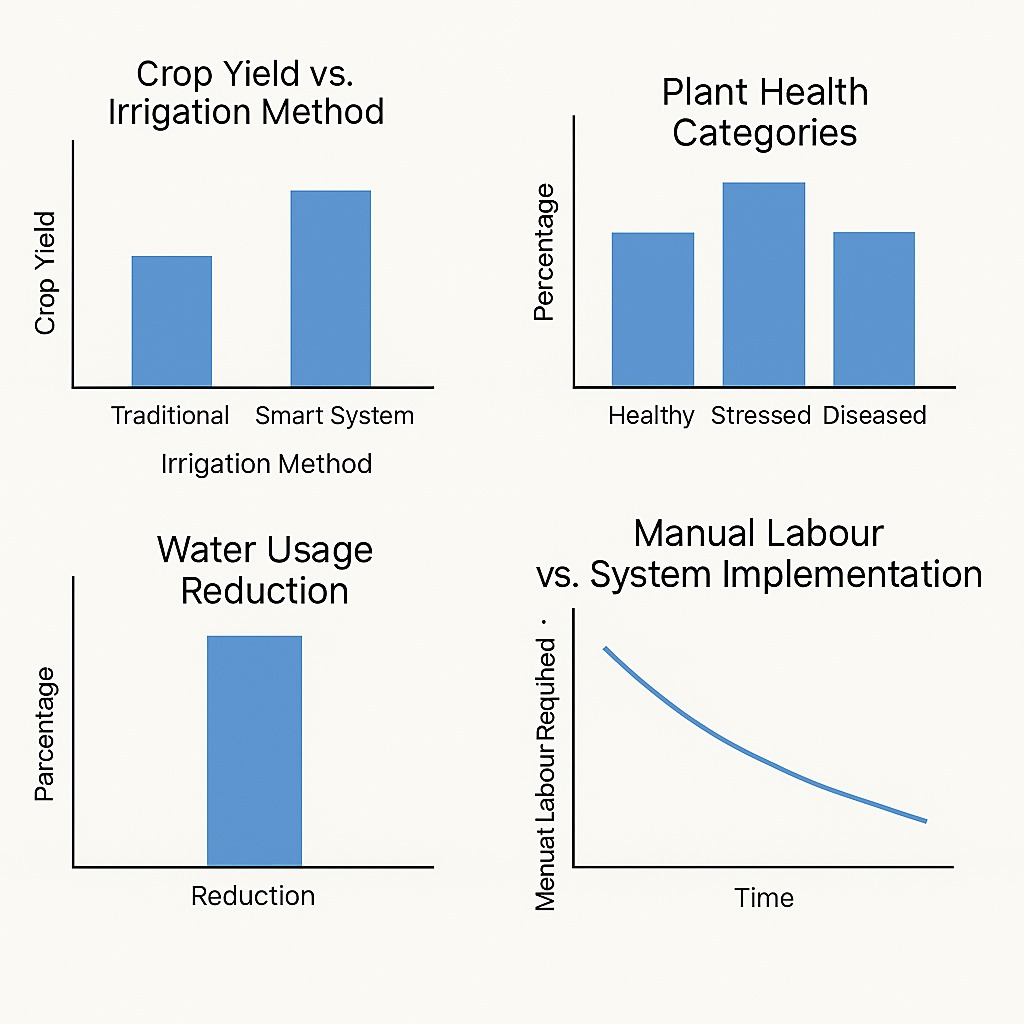 Crop Yield vs.
Irrigation Method
Crop Yield
Traditional
Smart System
Irrigation Method
Plant Health
Categories
Percentage
Healthy
Stressed
Diseased
Water Usage
Reduction
Parcentage
Reduction
Manual Labour
vs. System Implementation
Menuat Labour Requhed
Time